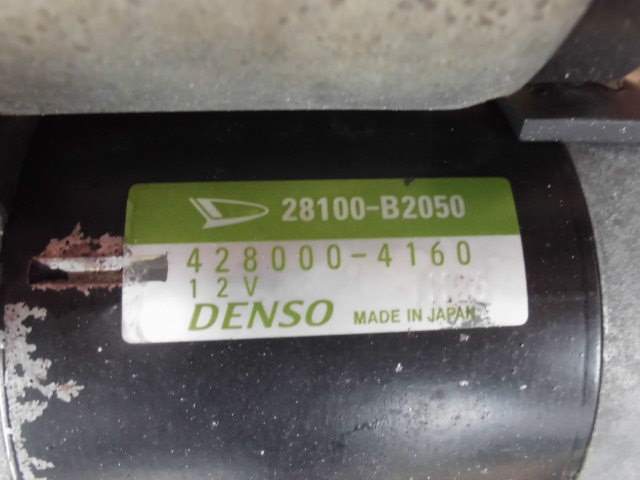 28100-B2050
428000-4160
12V
DENSO MADE IN JAPAN